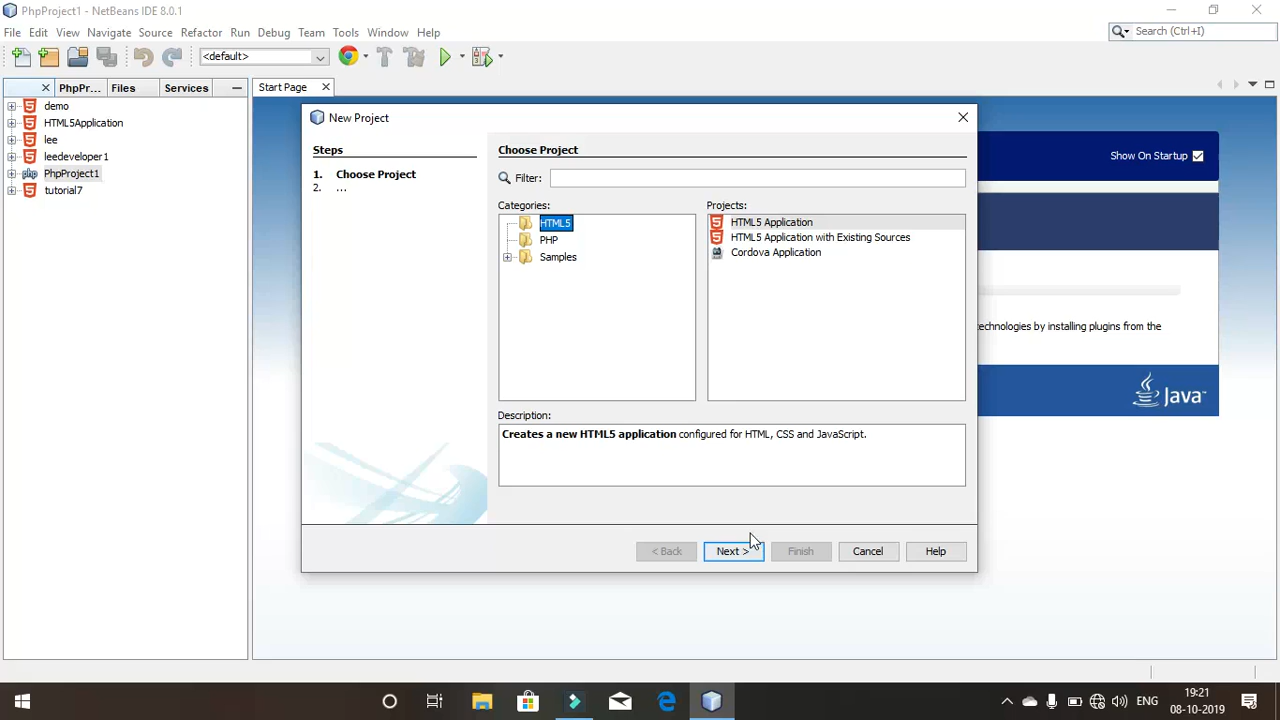 PhpProject1 - NetBeans IDE 8.0.1
File Edit View Navigate Source Refactor Run Debug Team Tools Window Help
Search (Ctrl+I)
<default>
PhpPr... Files Services
Start Page
demo
HTML5Application
lee
leedeveloper1
PhpProject1
tutorial7
New Project
Steps
1. Choose Project
2. ...
Choose Project
Filter:
Categories:
HTML5
PHP
Samples
Projects:
HTML5 Application
HTML5 Application with Existing Sources
Cordova Application
Description:
Creates a new HTML5 application configured for HTML, CSS and JavaScript.
< Back Next > Finish Cancel Help
Show On Startup
echnologies by installing plugins from the
Java
ENG
19:21
08-10-2019